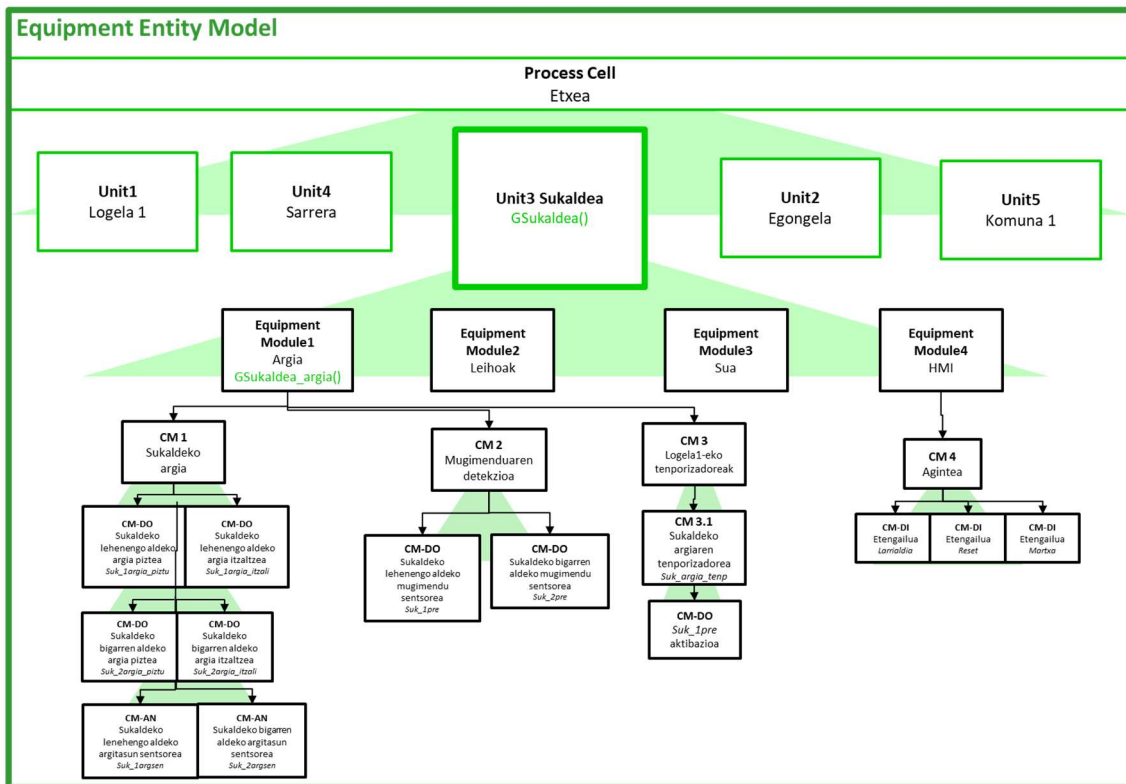 Equipment Entity Model
Process Cell
Etxea
Unit1
Logela 1
Unit4
Sarrera
Unit3 Sukaldea
GSukaldea()
Unit2
Egongela
Unit5
Komuna 1
Equipment
Module1
Argia
GSukaldea_argia()
Equipment
Module2
Leihoak
Equipment
Module3
Sua
Equipment
Module4
HMI
CM 1
Sukaldeko
argia
CM 2
Mugimenduaren
detekzioa
CM 3
Logela1-eko
tenporizadoreak
CM 4
Agintea
CM-DO
Sukaldeko
lehenengo aldeko
argia piztea
Suk_1argia_piztu
CM-DO
Sukaldeko
lehenengo aldeko
argia itzaltzea
Suk_1argia_itzali
CM-DO
Sukaldeko
lehenengo aldeko
mugimendu
sentsorea
Suk_1pre
CM-DO
Sukaldeko bigarren
aldeko mugimendu
sentsorea
Suk_2pre
CM 3.1
Sukaldeko
argiaren
tenporizadorea
Suk_argia_tenp
CM-DI
Etengailua
Larrialdia
CM-DI
Etengailua
Reset
CM-DI
Etengailua
Martxa
CM-DO
Sukaldeko
bigarren aldeko
argia piztea
Suk_2argia_piztu
CM-DO
Sukaldeko
bigarren aldeko
argia itzaltzea
Suk_2argia_itzali
CM-DO
Suk_1pre
aktibazioa
CM-AN
Sukaldeko
lenehengo aldeko
argitasun sentsorea
Suk_1argsen
CM-AN
Sukaldeko bigarren
aldeko argitasun
sentsorea
Suk_2argsen